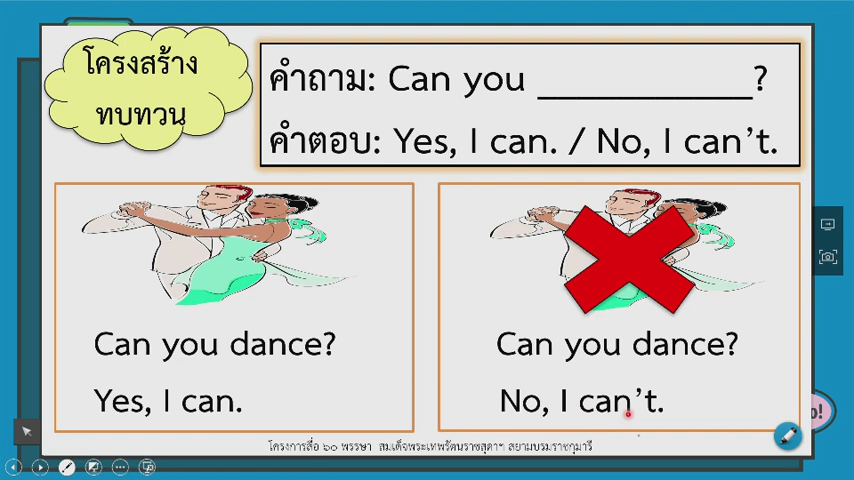 โครงสร้าง
ทบทวน
คำถาม: Can you ______________?
คำตอบ: Yes, I can. / No, I can't.
Can you dance?
Yes, I can.
Can you dance?
No, I can't.
โครงการสื่อ ๖๐ พรรษา สมเด็จพระเทพรัตนราชสุดาฯ สยามบรมราชกุมารี